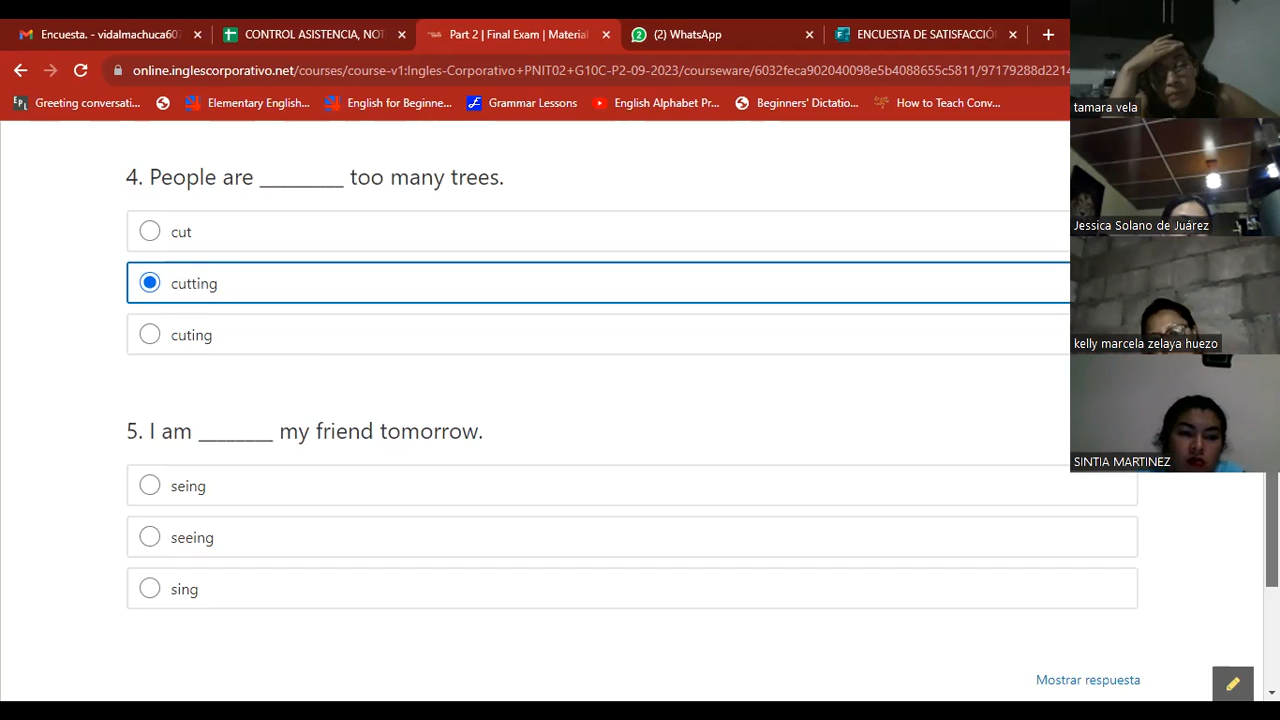 Encuesta. - vidalmachuca60
CONTROL ASISTENCIA, NOT
Part 2 | Final Exam | Material
(2) WhatsApp
ENCUESTA DE SATISFACCIÓ
online.inglescorporativo.net/courses/course-v1:Ingles-Corporativo+PNIT02+G10C-P2-09-2023/courseware/6032feca902040098e5b4088655c5811/97179288d2214
Greeting conversati...
Elementary English...
English for Beginne...
Grammar Lessons
English Alphabet Pr...
Beginners' Dictatio...
How to Teach Conv...
tamara vela
4. People are _________ too many trees.
cut
cutting
cuting
Jessica Solano de Juárez
kelly marcela zelaya huezo
5. I am ________ my friend tomorrow.
SINTIA MARTINEZ
seing
seeing
sing
Mostrar respuesta